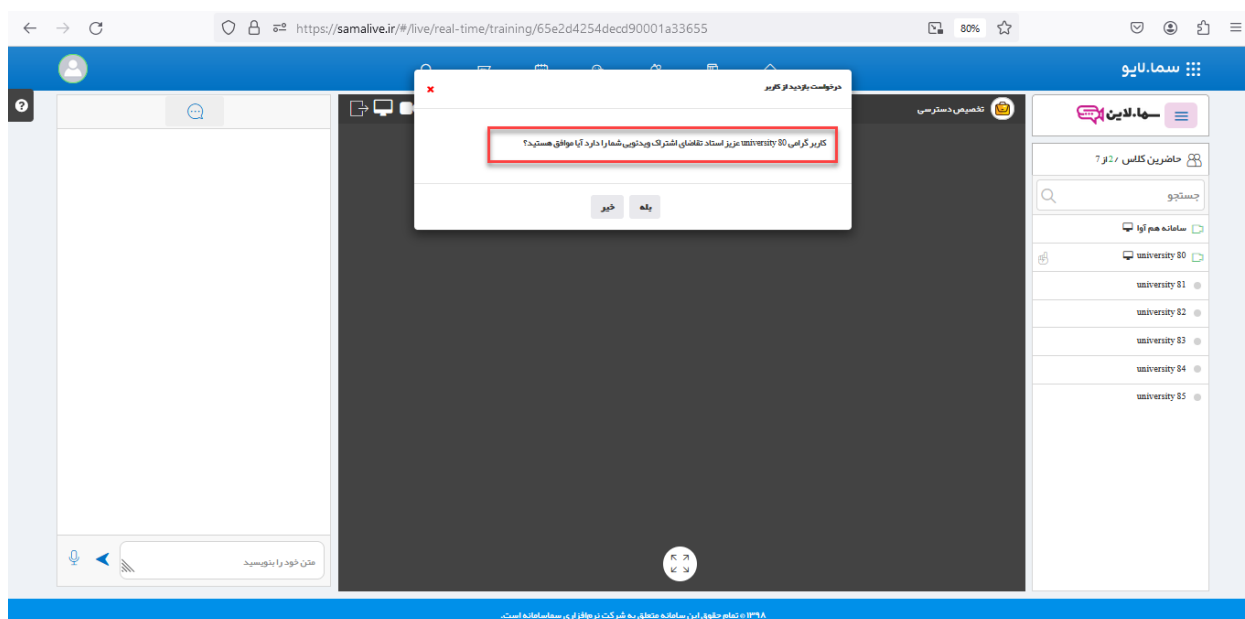 https://samalive.ir/#/live/real-time/training/65e2d4254decd90001a33655
80%
سما.لایو
درخواست بازدید از کاربر
کاربر گرامی university 80 عزیز استاد تقاضای اشتراک ویدئویی شما را دارد آیا موافق هستید؟
بله
خیر
تخصیص دسترسی
سما.لاین
حاضرین کلاس 2/ از 7
جستجو
سامانه هم آوا
university 80
university 81
university 82
university 83
university 84
university 85
متن خود را بنویسید
۱۳۹۸ © تمام حقوق این سامانه متعلق به شرکت نرم‌افزاری سماسامانه است.